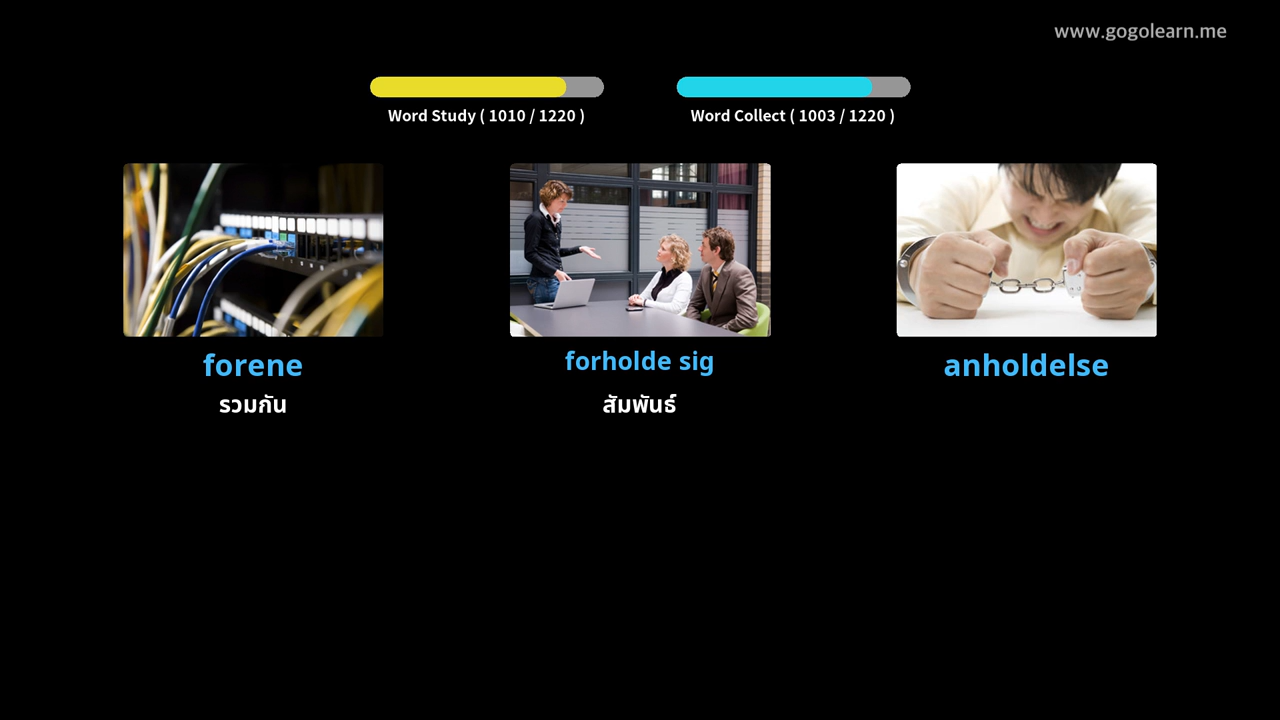 www.gogolearn.me
Word Study ( 1010 / 1220 )
Word Collect ( 1003 / 1220 )
forene
รวมกัน
forholde sig
สัมพันธ์
anholdelse